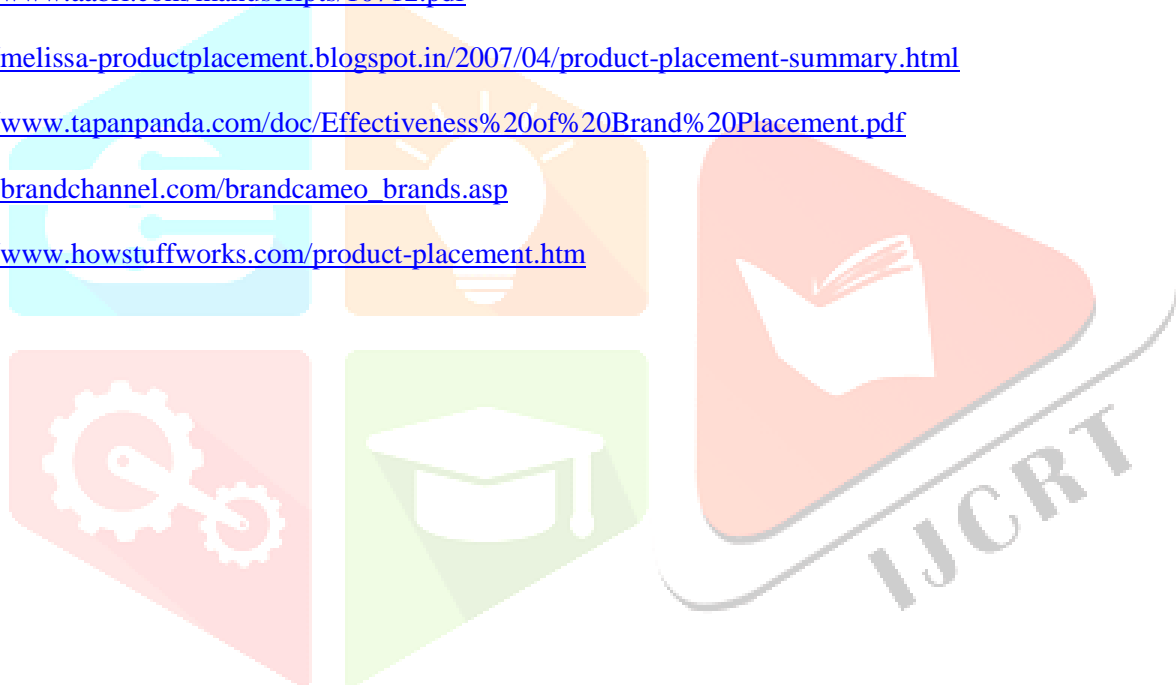 melissa-productplacement.blogspot.in/2007/04/product-placement-summary.html
www.tapanpanda.com/doc/Effectiveness%20of%20Brand%20Placement.pdf
brandchannel.com/brandcameo_brands.asp
www.howstuffworks.com/product-placement.htm
IJCRT